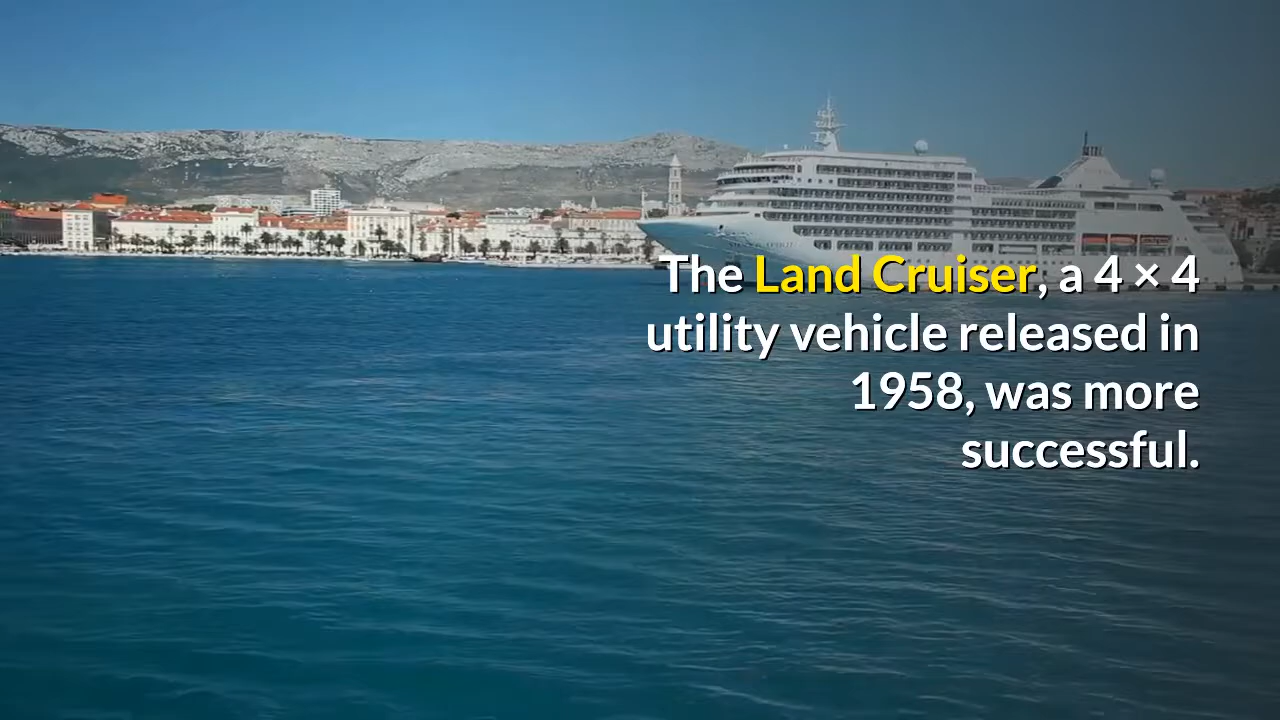 The Land Cruiser, a 4 × 4
utility vehicle released in
1958, was more
successful.